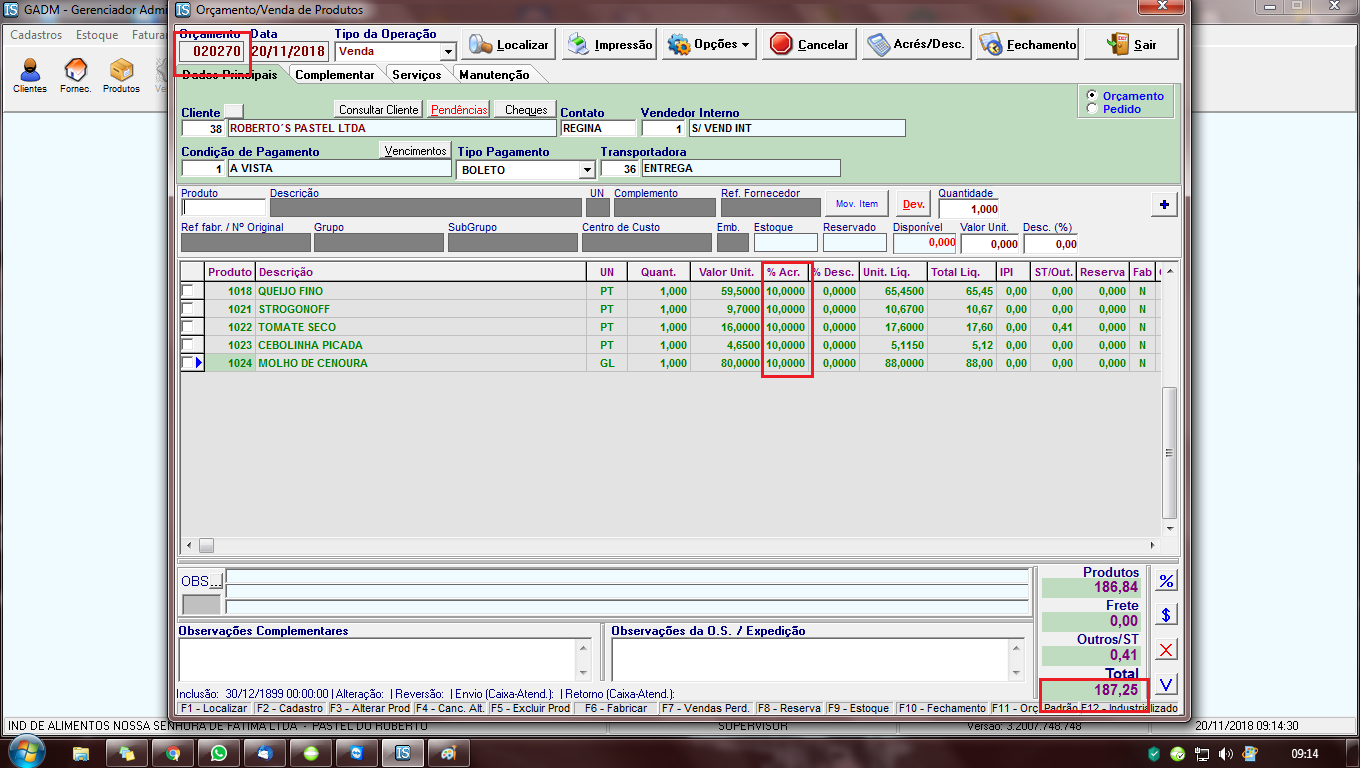 GADM - Gerenciador Admi
Orçamento/Venda de Produtos
Cadastros Estoque Fatura
Clientes Fornec. Produtos
Orçamento Data Tipo da Operação
020270 20/11/2018 Venda
Localizar Impressão Opções Cancelar Acrés/Desc. Fechamento Sair
Dados Principais Complementar Serviços Manutenção
Orçamento
Pedido
Cliente Consultar Cliente Pendências Cheques Contato Vendedor Interno
38 ROBERTO´S PASTEL LTDA REGINA 1 S/ VEND INT
Condição de Pagamento Vencimentos Tipo Pagamento Transportadora
1 A VISTA BOLETO 36 ENTREGA
Produto Descrição UN Complemento Ref. Fornecedor Mov. Item Dev. Quantidade
1,000 +
Ref fabr. / Nº Original Grupo SubGrupo Centro de Custo Emb. Estoque Reservado Disponível Valor Unit. Desc. (%)
0,000 0,000 0,00
Produto Descrição UN Quant. Valor Unit. % Acr. % Desc. Unit. Líq. Total Liq. IPI ST/Out. Reserva Fab
1018 QUEIJO FINO PT 1,000 59,5000 10,0000 0,0000 65,4500 65,45 0,00 0,00 0,000 N
1021 STROGONOFF PT 1,000 9,7000 10,0000 0,0000 10,6700 10,67 0,00 0,00 0,000 N
1022 TOMATE SECO PT 1,000 16,0000 10,0000 0,0000 17,6000 17,60 0,00 0,41 0,000 N
1023 CEBOLINHA PICADA PT 1,000 4,6500 10,0000 0,0000 5,1150 5,12 0,00 0,00 0,000 N
1024 MOLHO DE CENOURA GL 1,000 80,0000 10,0000 0,0000 88,0000 88,00 0,00 0,00 0,000 N
OBS...
Produtos
186,84 %
Frete
0,00 $
Outros/ST
0,41 X
Total
187,25 V
Observações Complementares Observações da O.S. / Expedição
Inclusão: 30/12/1899 00:00:00 | Alteração: | Reversão: | Envio (Caixa-Atend.): | Retorno (Caixa-Atend.):
F1 - Localizar F2 - Cadastro F3 - Alterar Prod F4 - Canc. Alt. F5 - Excluir Prod F6 - Fabricar F7 - Vendas Perd. F8 - Reserva F9 - Estoque F10 - Fechamento F11 - Orç Padrão F12 - Industrializado
IND DE ALIMENTOS NOSSA SENHORA DE FATIMA LTDA - PASTEL DO ROBERTO SUPERVISOR Versão: 3.2007.748.748 20/11/2018 09:14:30
09:14